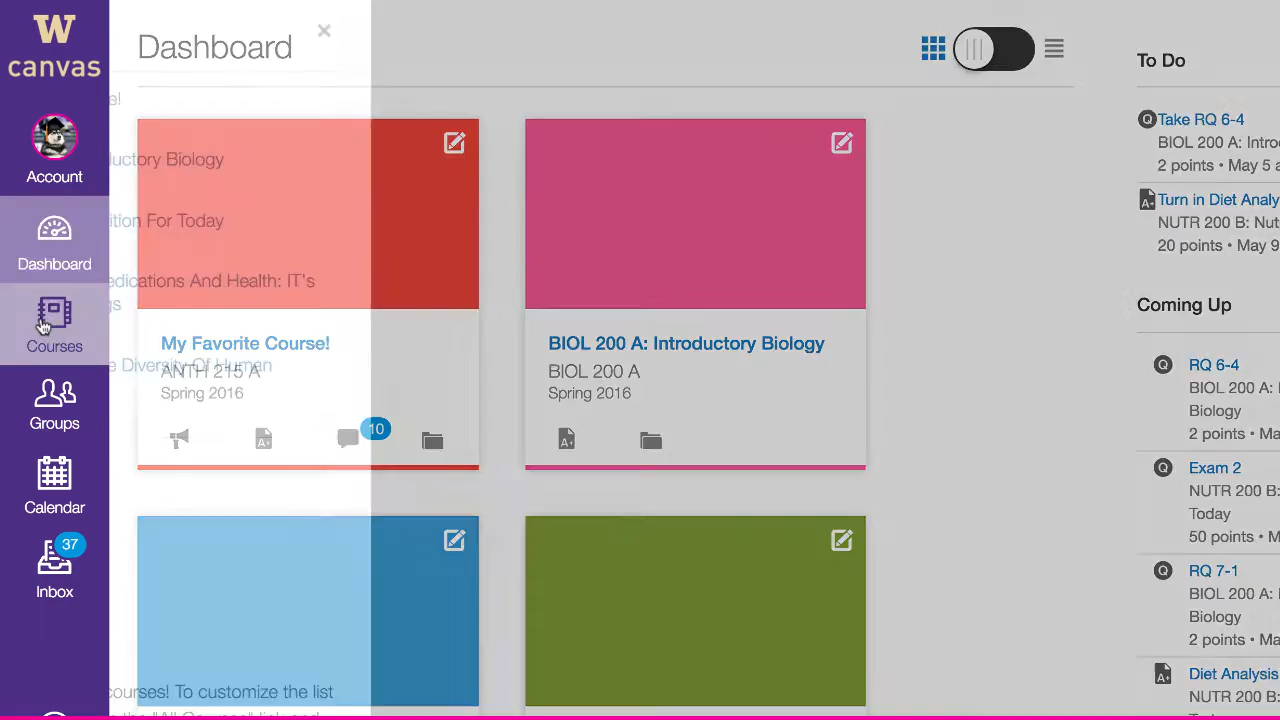 W
canvas
Account
Dashboard
Courses
Groups
Calendar
37
Inbox
Dashboard
×
e!
uctory Biology
ition For Today
edications And Health: IT's
gs
e Diversity Of Human
courses! To customize the list
My Favorite Course!
ANTH 215 A
Spring 2016
10
BIOL 200 A: Introductory Biology
BIOL 200 A
Spring 2016
To Do
Q Take RQ 6-4
BIOL 200 A: Intro
2 points • May 5 a
A+ Turn in Diet Analy
NUTR 200 B: Nut
20 points • May 9
Coming Up
Q RQ 6-4
BIOL 200 A: I
Biology
2 points • M
Q Exam 2
NUTR 200 B:
Today
50 points • M
Q RQ 7-1
BIOL 200 A: I
Biology
2 points • Ma
A+ Diet Analysis
NUTR 200 B: